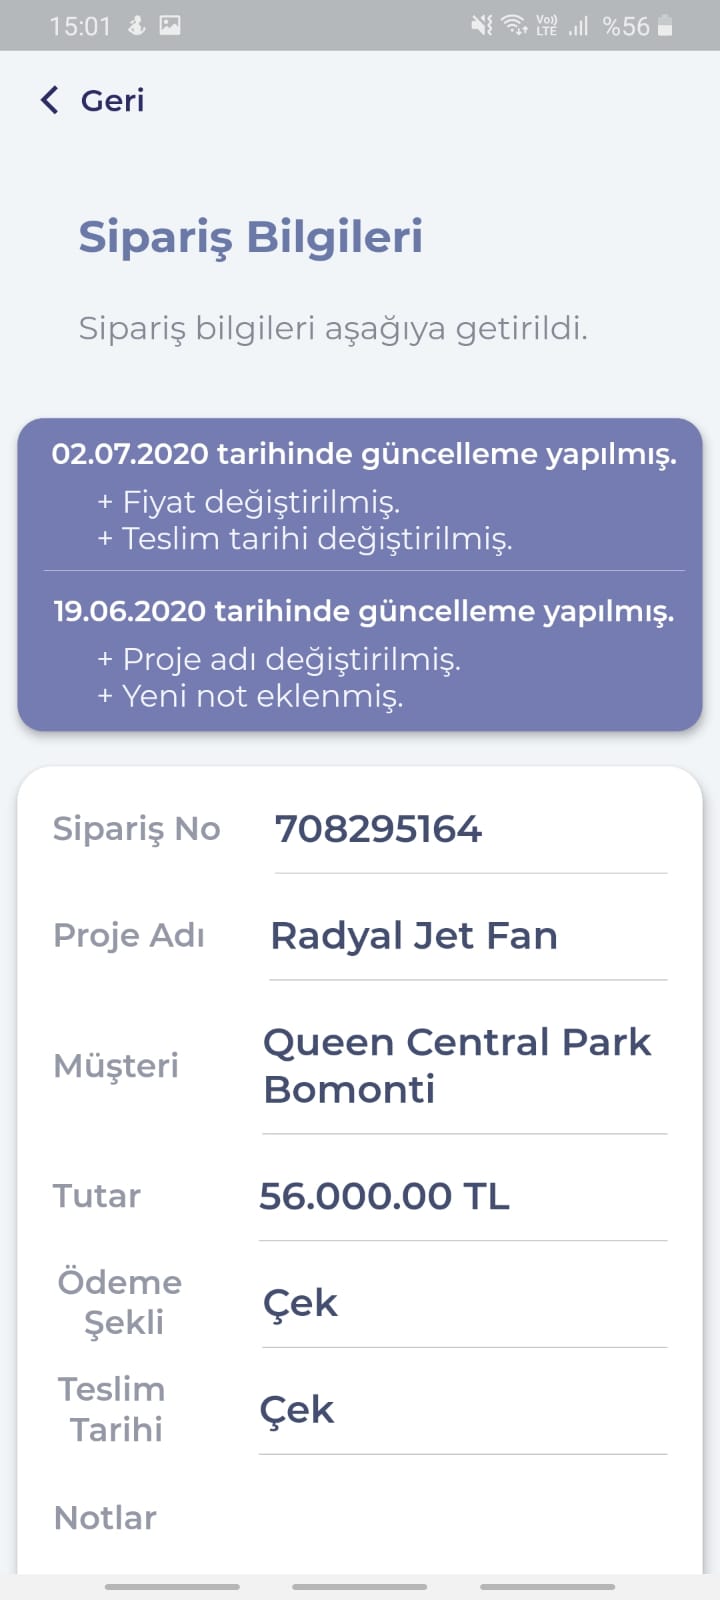 15:01 Vo)) LTE %56
Geri
Sipariş Bilgileri
Sipariş bilgileri aşağıya getirildi.
02.07.2020 tarihinde güncelleme yapılmış.
+ Fiyat değiştirilmiş.
+ Teslim tarihi değiştirilmiş.
19.06.2020 tarihinde güncelleme yapılmış.
+ Proje adı değiştirilmiş.
+ Yeni not eklenmiş.
Sipariş No 708295164
Proje Adı Radyal Jet Fan
Müşteri Queen Central Park
Bomonti
Tutar 56.000.00 TL
Ödeme
Şekli Çek
Teslim
Tarihi Çek
Notlar